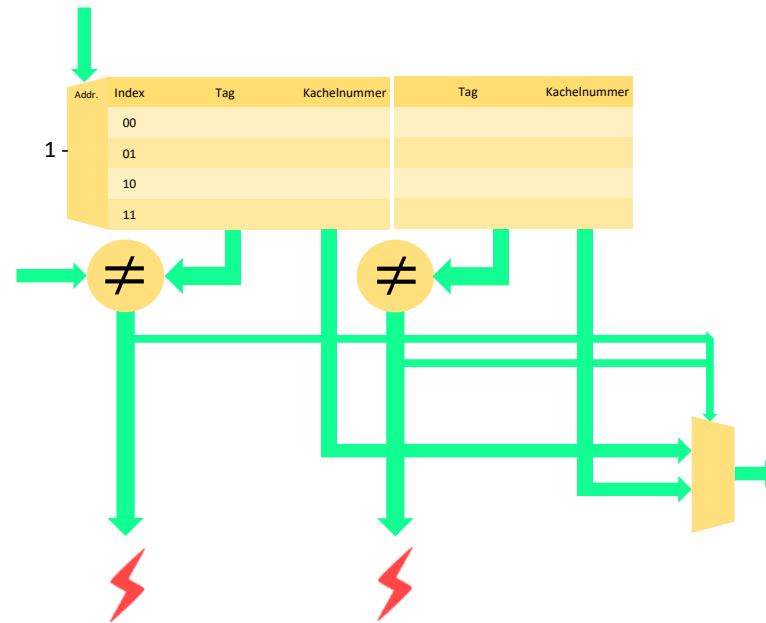 Addr. Index Tag Kachelnummer Tag Kachelnummer
00
1 - 01
10
11
≠ ≠